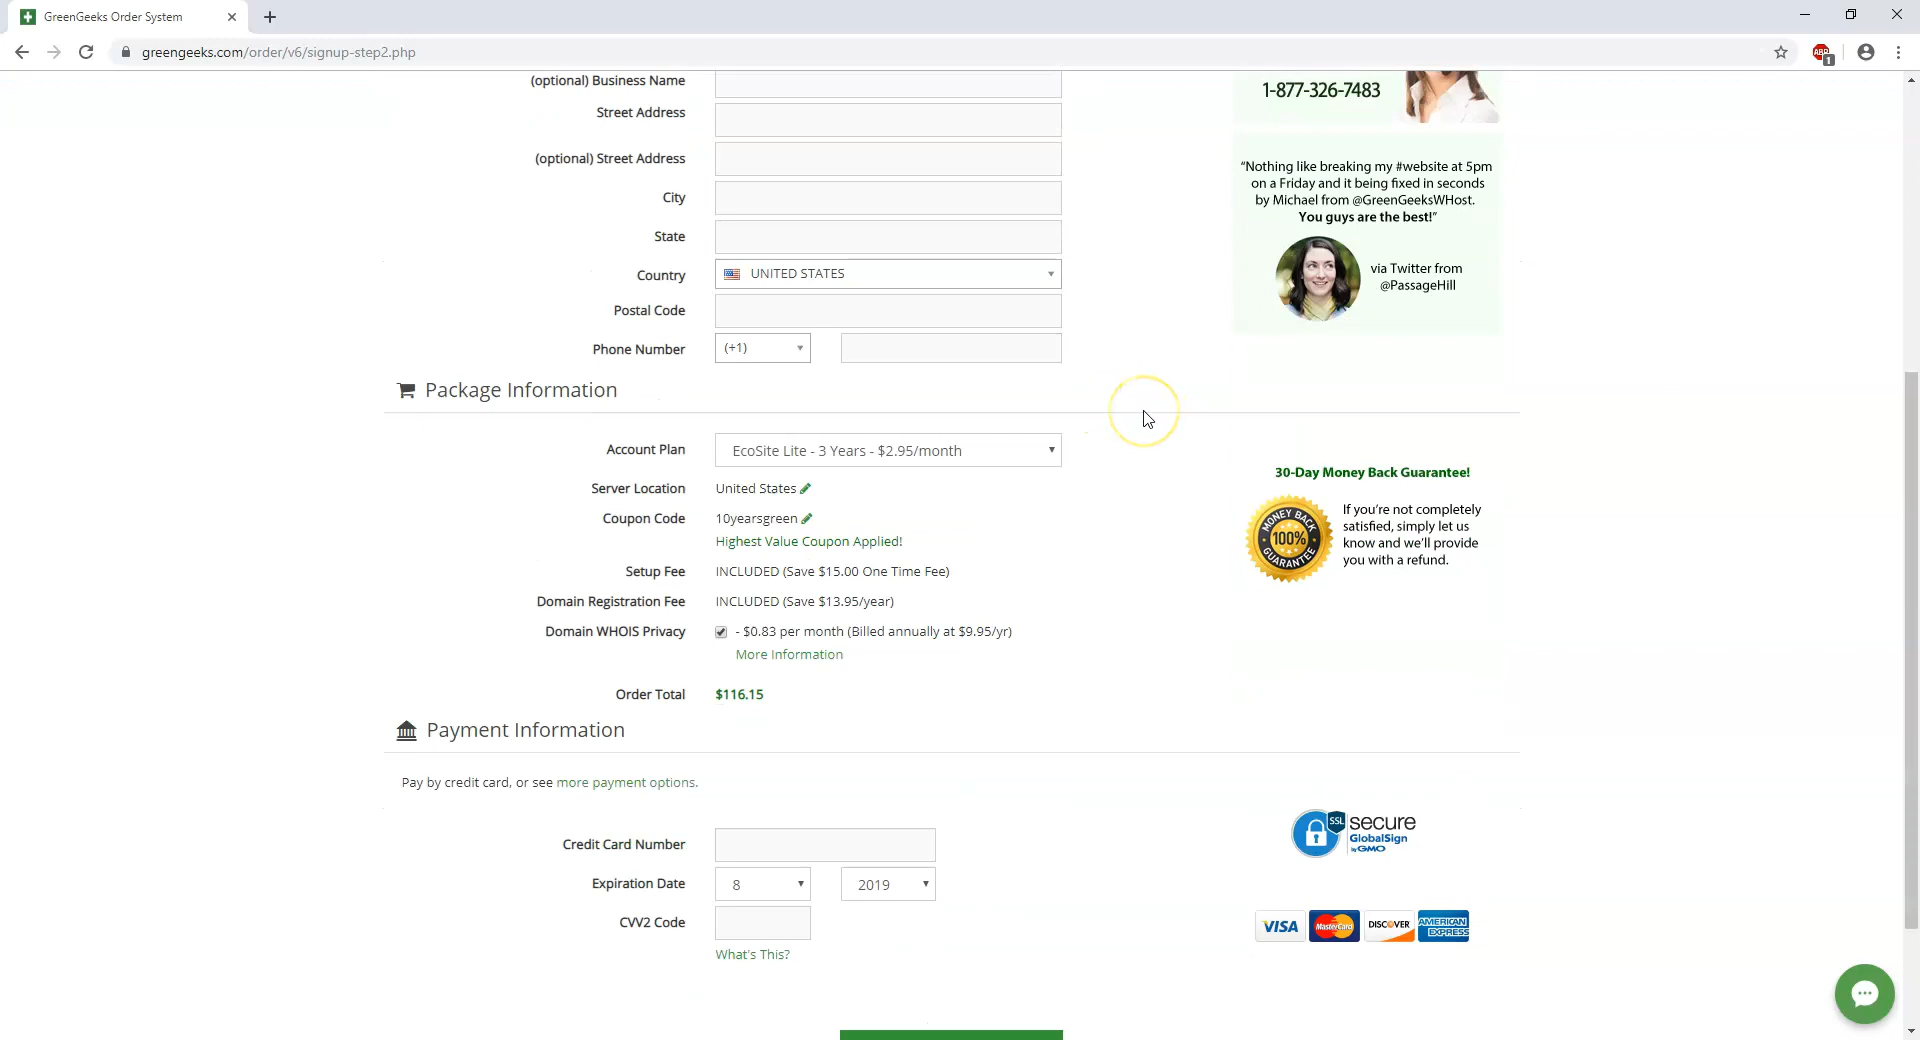 GreenGeeks Order System
greengeeks.com/order/v6/signup-step2.php
ABP
1
(optional) Business Name
Street Address
(optional) Street Address
City
State
Country UNITED STATES
Postal Code
Phone Number (+1)
1-877-326-7483
“Nothing like breaking my #website at 5pm
on a Friday and it being fixed in seconds
by Michael from @GreenGeeksWHost.
You guys are the best!”
via Twitter from
@PassageHill
Package Information
Account Plan EcoSite Lite - 3 Years - $2.95/month
Server Location United States
Coupon Code 10yearsgreen
Highest Value Coupon Applied!
Setup Fee INCLUDED (Save $15.00 One Time Fee)
Domain Registration Fee INCLUDED (Save $13.95/year)
Domain WHOIS Privacy - $0.83 per month (Billed annually at $9.95/yr)
More Information
Order Total $116.15
30-Day Money Back Guarantee!
MONEY BACK
100%
GUARANTEE
If you’re not completely
satisfied, simply let us
know and we’ll provide
you with a refund.
Payment Information
Pay by credit card, or see more payment options.
Credit Card Number
Expiration Date 8 2019
CVV2 Code
What's This?
SSL
secure
GlobalSign
by GMO
VISA MasterCard DISCOVER AMERICAN EXPRESS